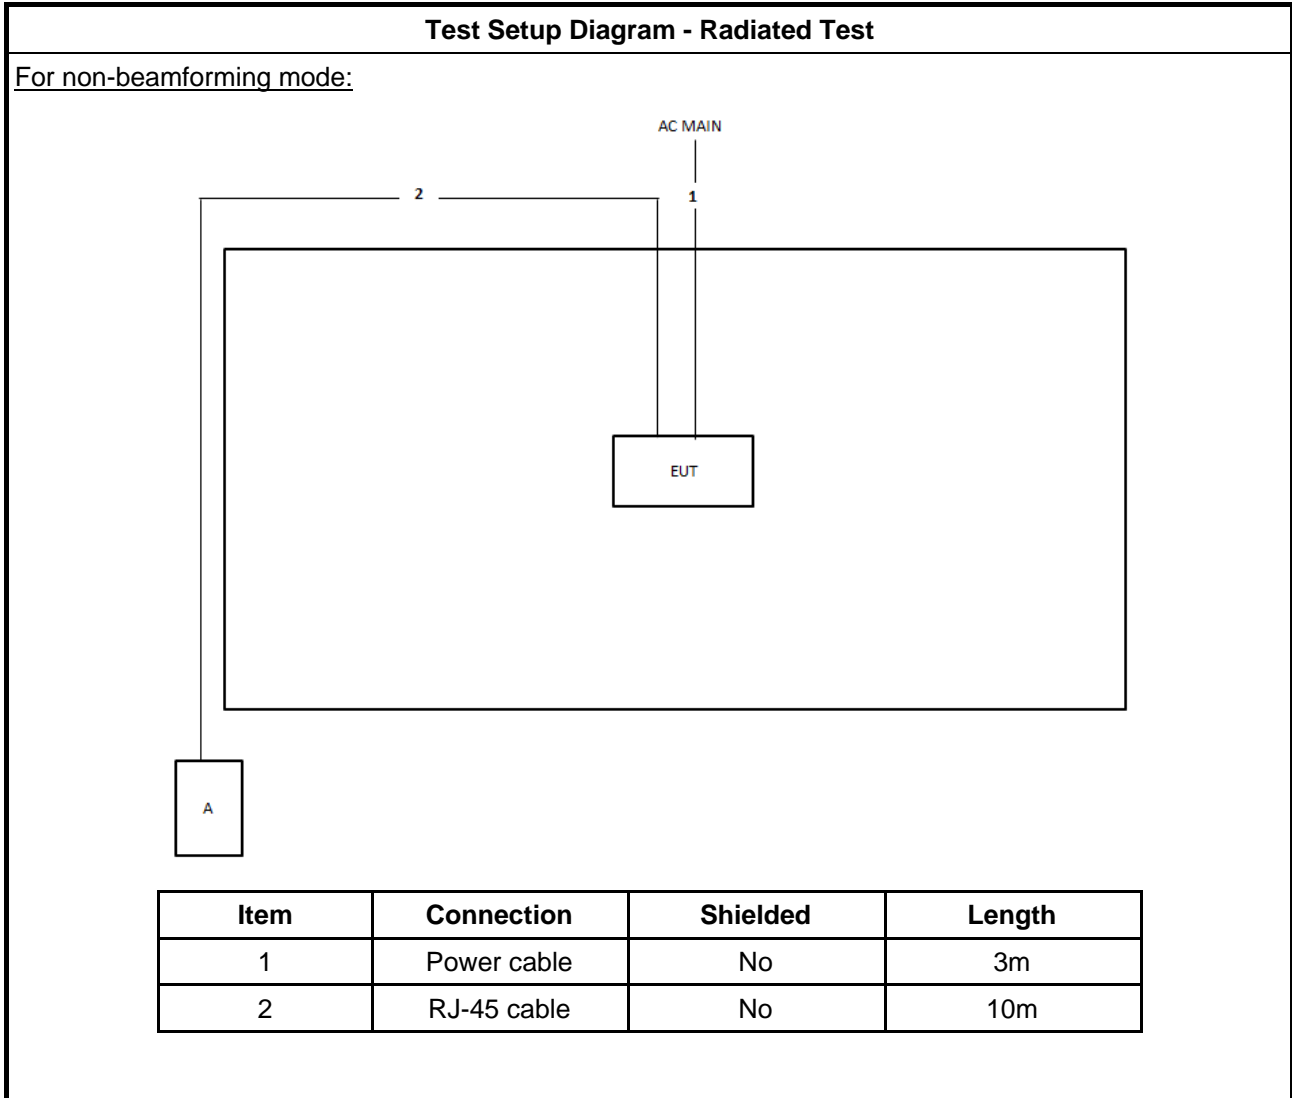 Test Setup Diagram - Radiated Test
For non-beamforming mode:
AC MAIN
2
1
EUT
A
Item Connection Shielded Length
1 Power cable No 3m
2 RJ-45 cable No 10m